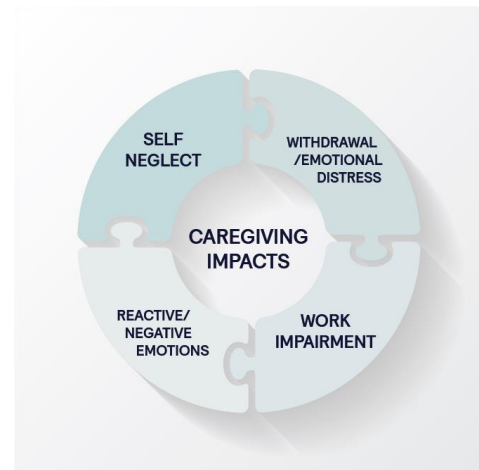 SELF
NEGLECT
WITHDRAWAL
/EMOTIONAL
DISTRESS
CAREGIVING
IMPACTS
REACTIVE/
NEGATIVE
EMOTIONS
WORK
IMPAIRMENT